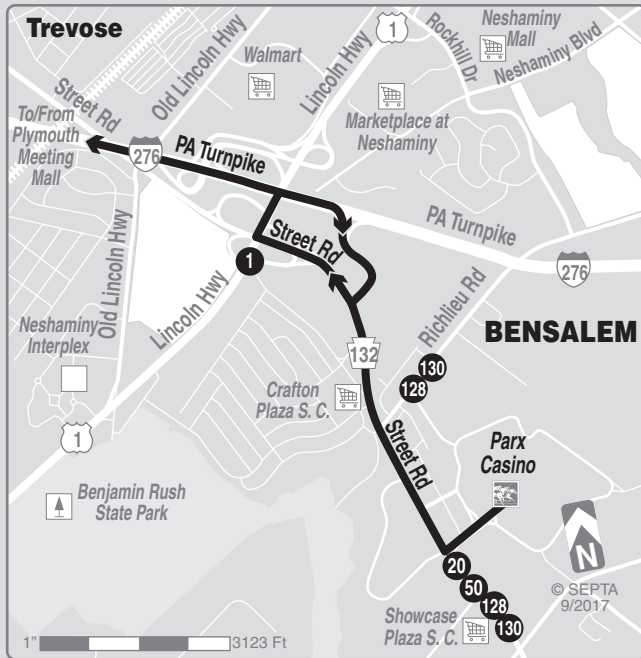 Trevose
1
Neshaminy
Mall
Old Lincoln Hwy
Walmart
Lincoln Hwy
Rockhill Dr
Neshaminy Blvd
Street Rd
To/From
Plymouth
Meeting
Mall
276
PA Turnpike
Marketplace at
Neshaminy
Street Rd
PA Turnpike
276
1
Old Lincoln Hwy
Lincoln Hwy
Richlieu Rd
Neshaminy
Interplex
BENSALEM
132
130
128
Crafton
Plaza S. C.
1
Street Rd
Parx
Casino
Benjamin Rush
State Park
N
20
50
128
130
© SEPTA
9/2017
Showcase
Plaza S. C.
1" 3123 Ft